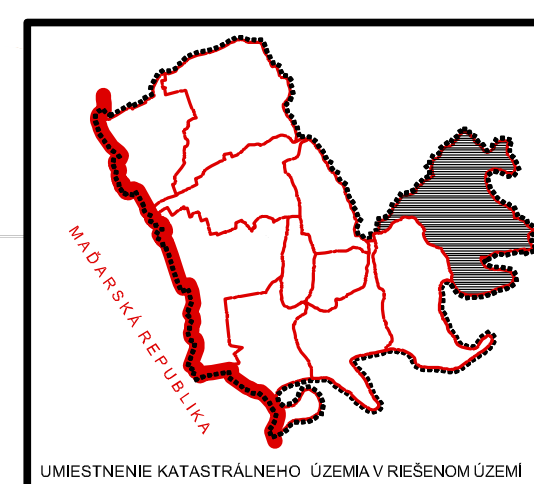 MAĎARSKÁ REPUBLIKA
UMIESTNENIE KATASTRÁLNEHO ÚZEMIA V RIEŠENOM ÚZEMÍ